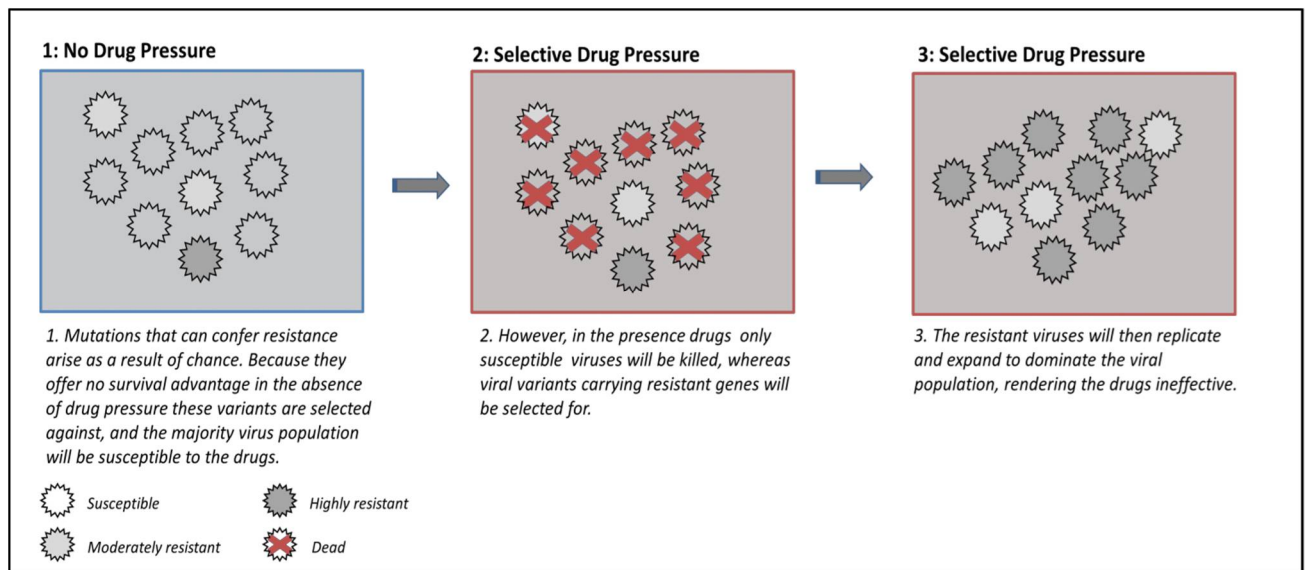 1: No Drug Pressure
2: Selective Drug Pressure
3: Selective Drug Pressure
1. Mutations that can confer resistance
arise as a result of chance. Because they
offer no survival advantage in the absence
of drug pressure these variants are selected
against, and the majority virus population
will be susceptible to the drugs.
2. However, in the presence drugs only
susceptible viruses will be killed, whereas
viral variants carrying resistant genes will
be selected for.
3. The resistant viruses will then replicate
and expand to dominate the viral
population, rendering the drugs ineffective.
Susceptible
Highly resistant
Moderately resistant
Dead